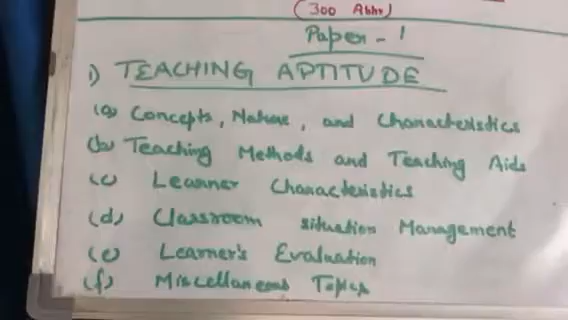 (300 Abhr)
Paper - 1
1) TEACHING APTITUDE
(a) Concepts, Nature, and Characteristics
(b) Teaching Methods and Teaching Aids
(c) Learner Characteristics
(d) Classroom situation Management
(e) Learner's Evaluation
(f) Miscellaneous Topics